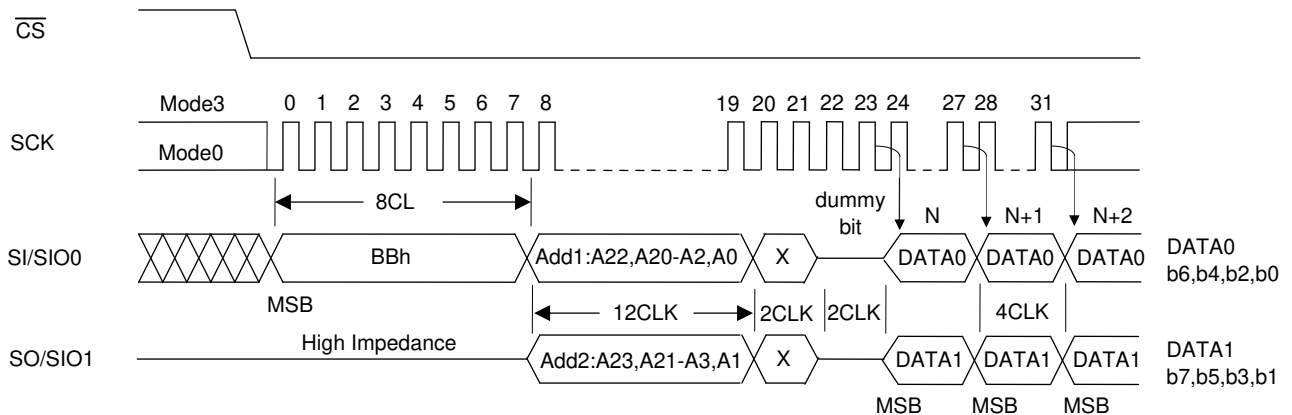 CS
Mode3 0 1 2 3 4 5 6 7 8 19 20 21 22 23 24 27 28 31
SCK
Mode0
8CL
dummy
bit
N N+1 N+2
SI/SIO0 BBh Add1:A22,A20-A2,A0 X DATA0 DATA0 DATA0
DATA0
b6,b4,b2,b0
MSB
12CLK 2CLK 2CLK 4CLK
High Impedance
SO/SIO1 Add2:A23,A21-A3,A1 X DATA1 DATA1 DATA1
DATA1
b7,b5,b3,b1
MSB MSB MSB